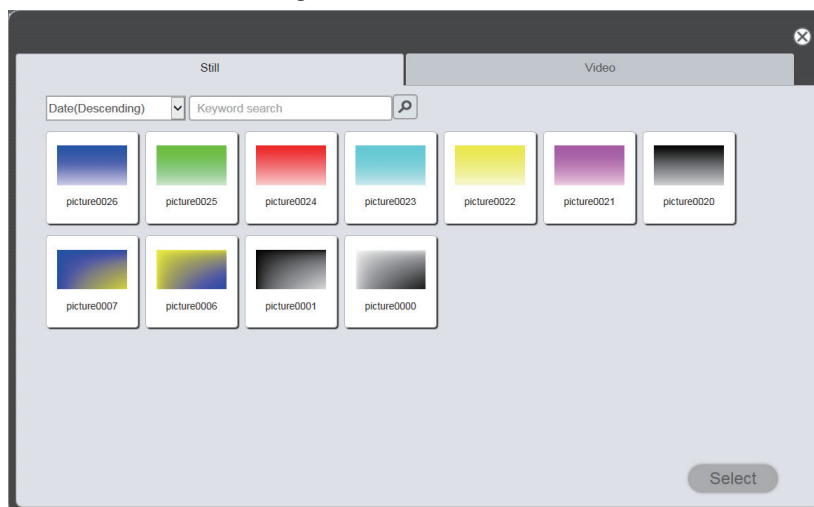 Still
Video
Date(Descending)
Keyword search
picture0026
picture0025
picture0024
picture0023
picture0022
picture0021
picture0020
picture0007
picture0006
picture0001
picture0000
Select